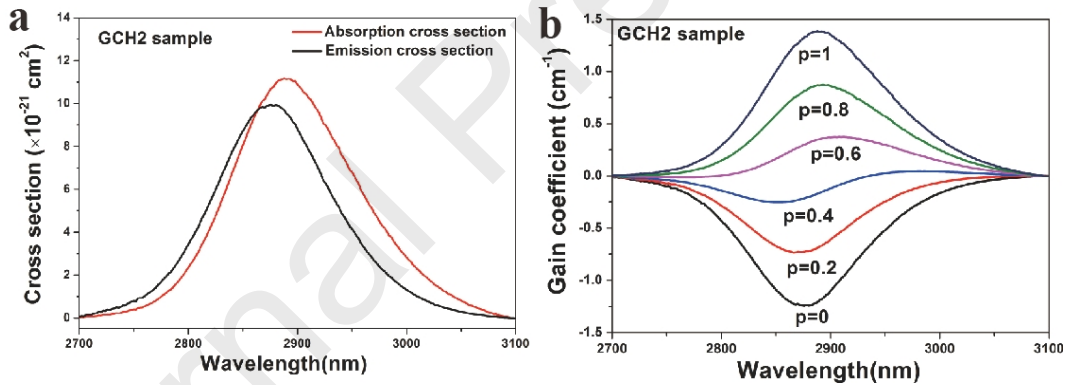 a
GCH2 sample
Absorption cross section
Emission cross section
Cross section (×10⁻²¹ cm²)
14
12
10
8
6
4
2
0
2700 2800 2900 3000 3100
Wavelength(nm)
b
GCH2 sample
Gain coefficient (cm⁻¹)
1.5
1.0
0.5
0.0
-0.5
-1.0
-1.5
p=1
p=0.8
p=0.6
p=0.4
p=0.2
p=0
2700 2800 2900 3000 3100
Wavelength(nm)
rnal Pre